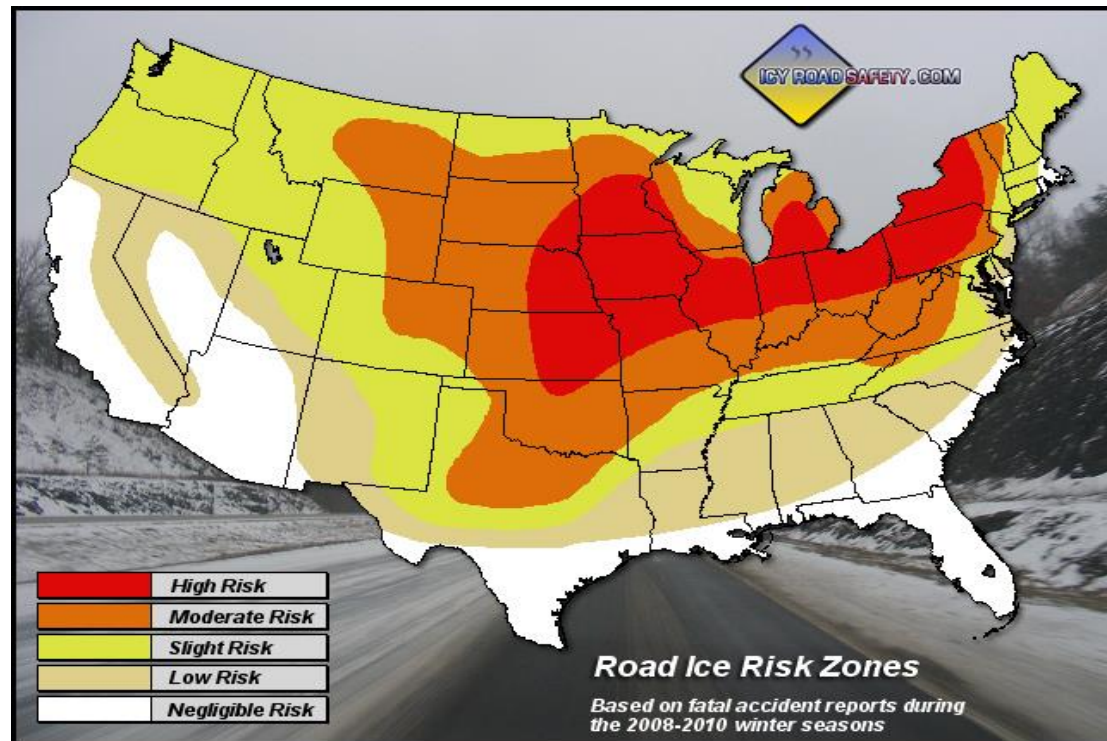 ICY ROAD SAFETY.COM
High Risk
Moderate Risk
Slight Risk
Low Risk
Negligible Risk
Road Ice Risk Zones
Based on fatal accident reports during
the 2008-2010 winter seasons